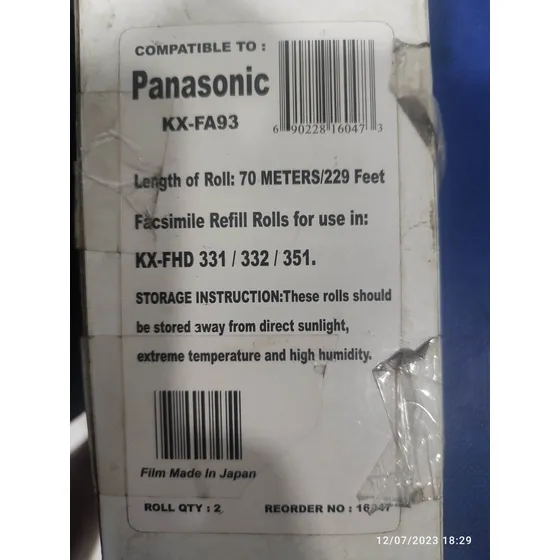 COMPATIBLE TO :
Panasonic
KX-FA93
6 90228 16047 3
Length of Roll: 70 METERS/229 Feet
Facsimile Refill Rolls for use in:
KX-FHD 331 / 332 / 351.
STORAGE INSTRUCTION:These rolls should
be stored away from direct sunlight,
extreme temperature and high humidity.
Film Made In Japan
ROLL QTY : 2
REORDER NO : 16047
12/07/2023 18:29